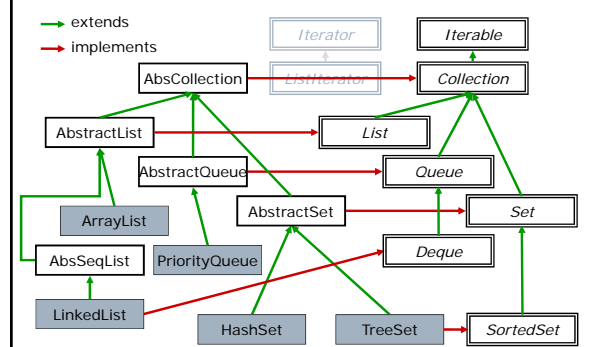 extends
implements
Iterator
Iterable
AbsCollection
ListIterator
Collection
AbstractList
List
AbstractQueue
Queue
ArrayList
AbstractSet
Set
AbsSeqList
PriorityQueue
Deque
LinkedList
HashSet
TreeSet
SortedSet